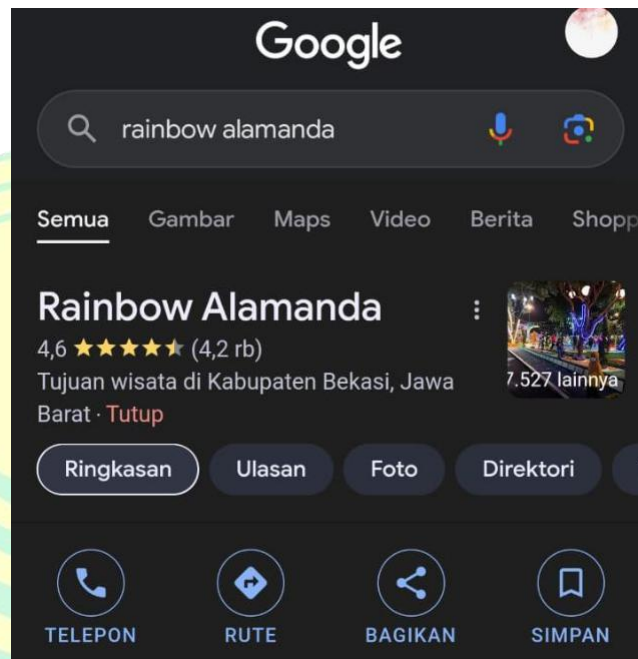 Google
rainbow alamanda
Semua Gambar Maps Video Berita Shopp
Rainbow Alamanda
4,6 ★★★★★ (4,2 rb)
Tujuan wisata di Kabupaten Bekasi, Jawa
Barat · Tutup
7.527 lainnya
Ringkasan Ulasan Foto Direktori
TELEPON RUTE BAGIKAN SIMPAN